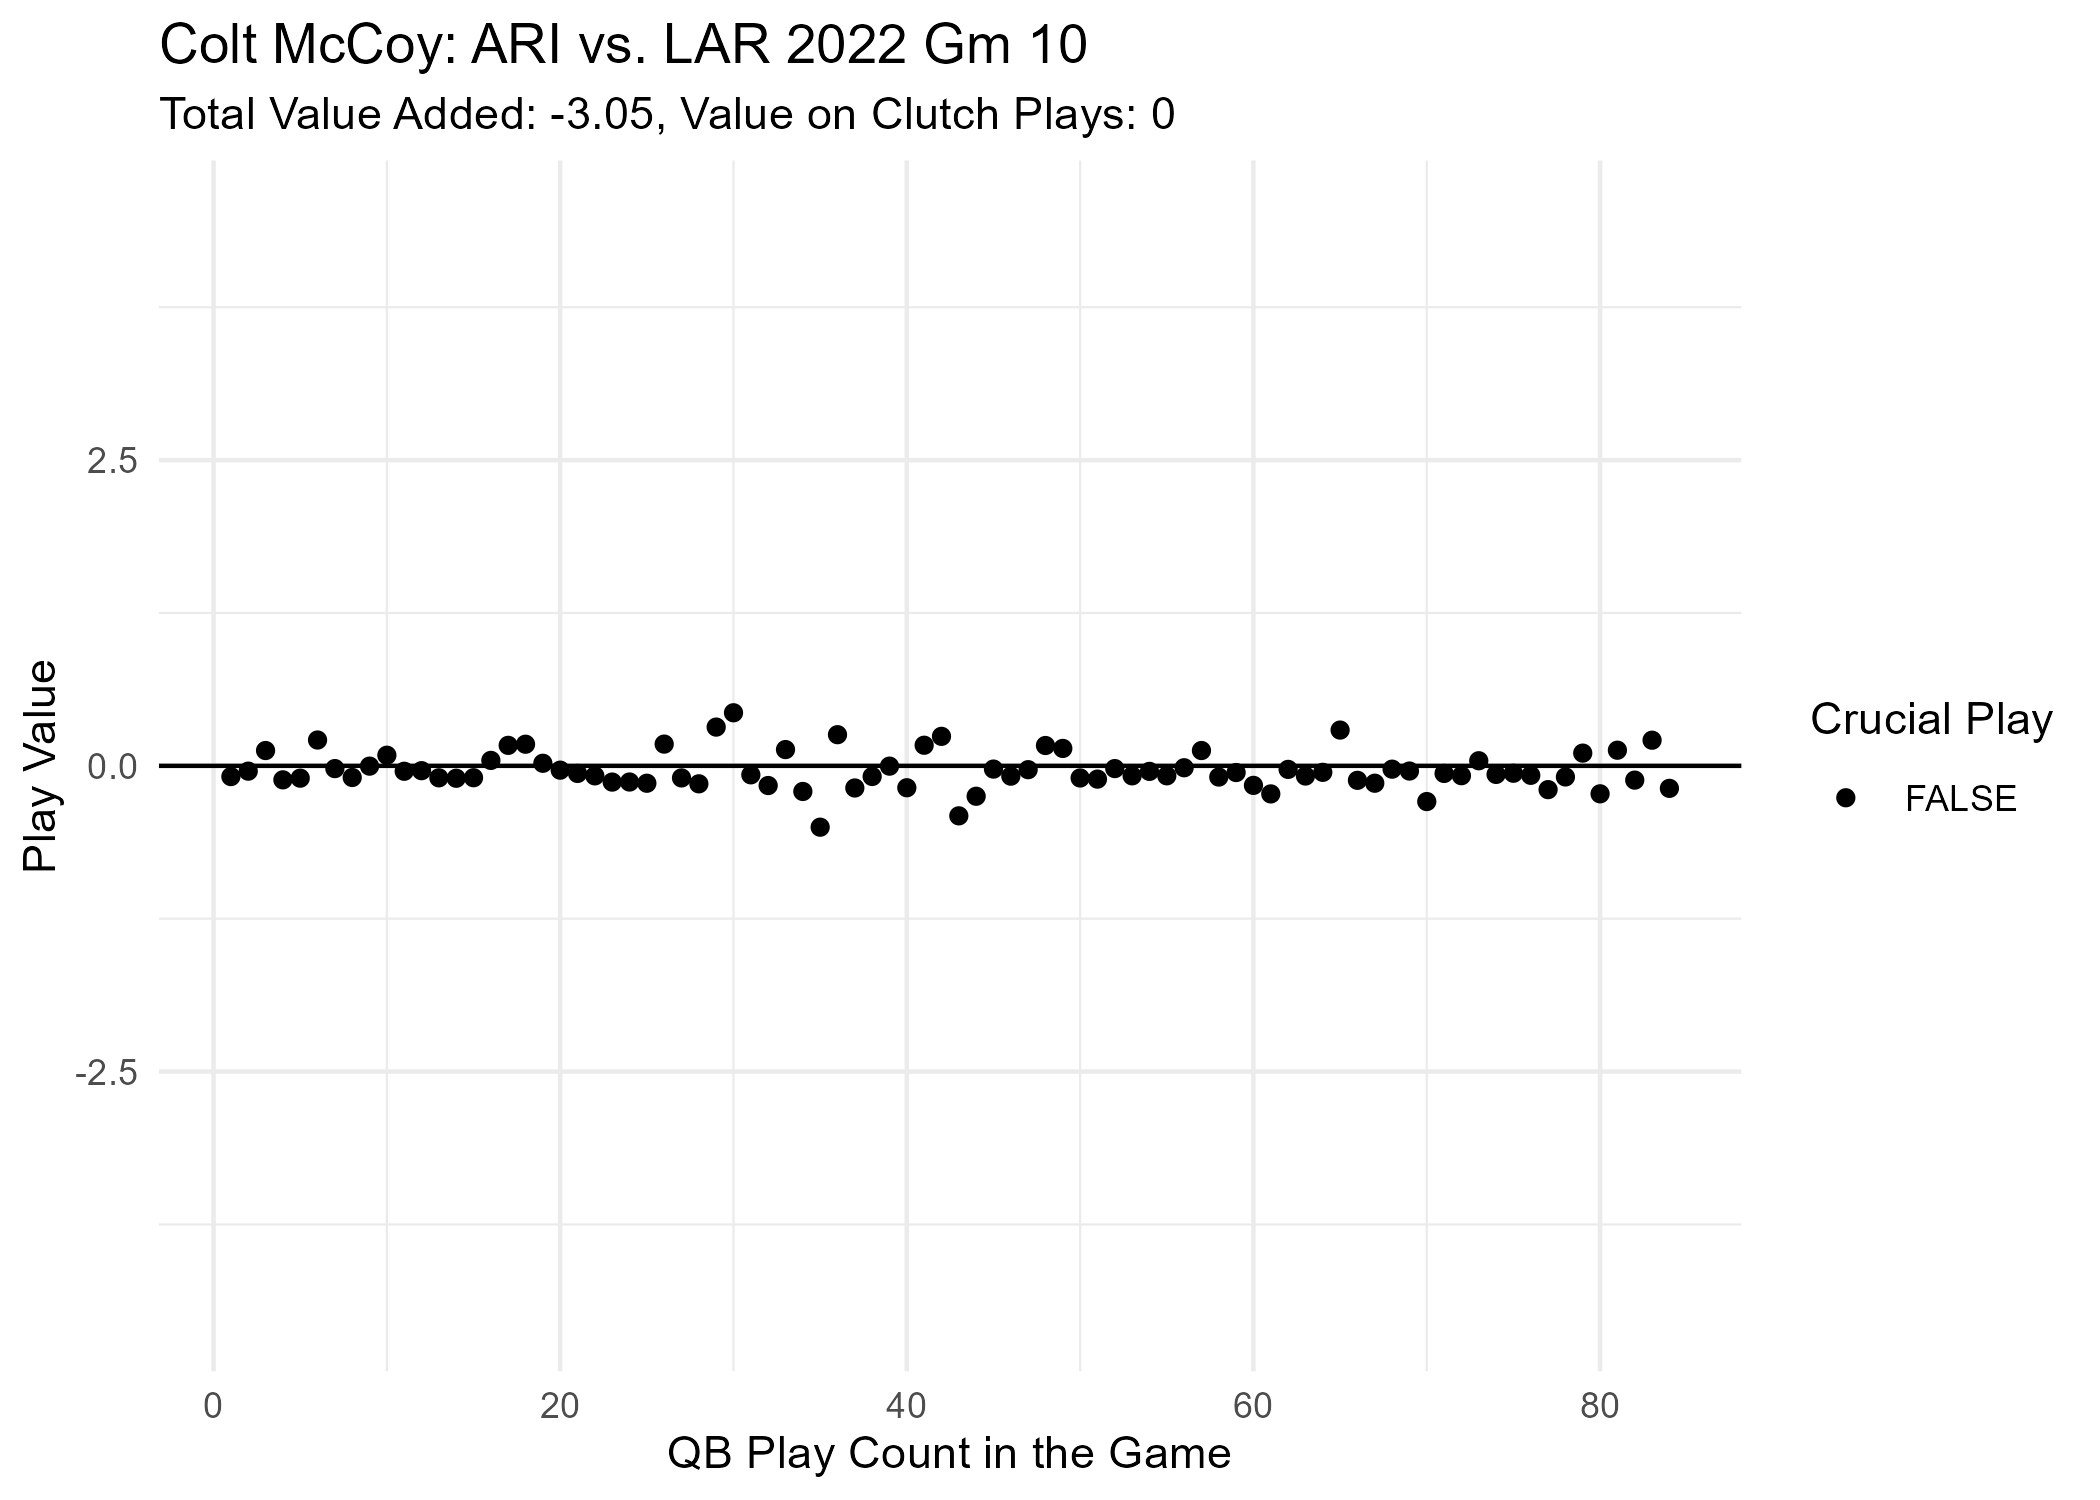 Colt McCoy: ARI vs. LAR 2022 Gm 10
Total Value Added: -3.05, Value on Clutch Plays: 0
2.5
0.0
-2.5
Play Value
0 20 40 60 80
QB Play Count in the Game
Crucial Play
FALSE